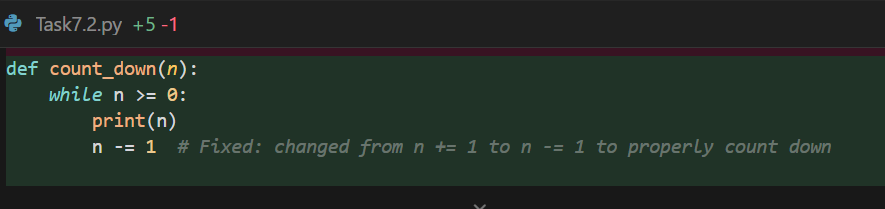 Task7.2.py +5 -1
def count_down(n):
    while n >= 0:
        print(n)
        n -= 1  # Fixed: changed from n += 1 to n -= 1 to properly count down